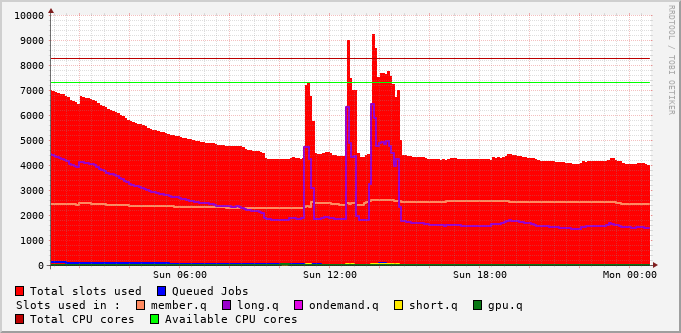 RRDTOOL / TOBI OETIKER
10000
9000
8000
7000
6000
5000
4000
3000
2000
1000
0
Sun 06:00 Sun 12:00 Sun 18:00 Mon 00:00
Total slots used Queued Jobs
Slots used in : member.q long.q ondemand.q short.q gpu.q
Total CPU cores Available CPU cores